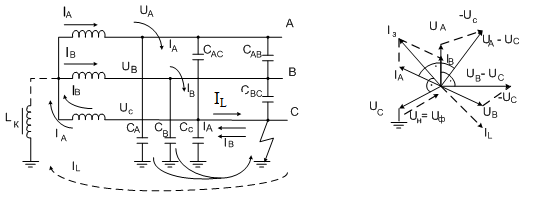 I_A U_A A
I_A C_AC C_AB
I_B U_B B
I_B I_B C_BC
U_c I_L C
L_к I_A C_A C_B C_c I_A
I_B
I_L
I_з U_A -U_c
I_B U_A - U_C
I_A U_B - U_C
-U_C
U_C U_н= U_ф U_B
I_L